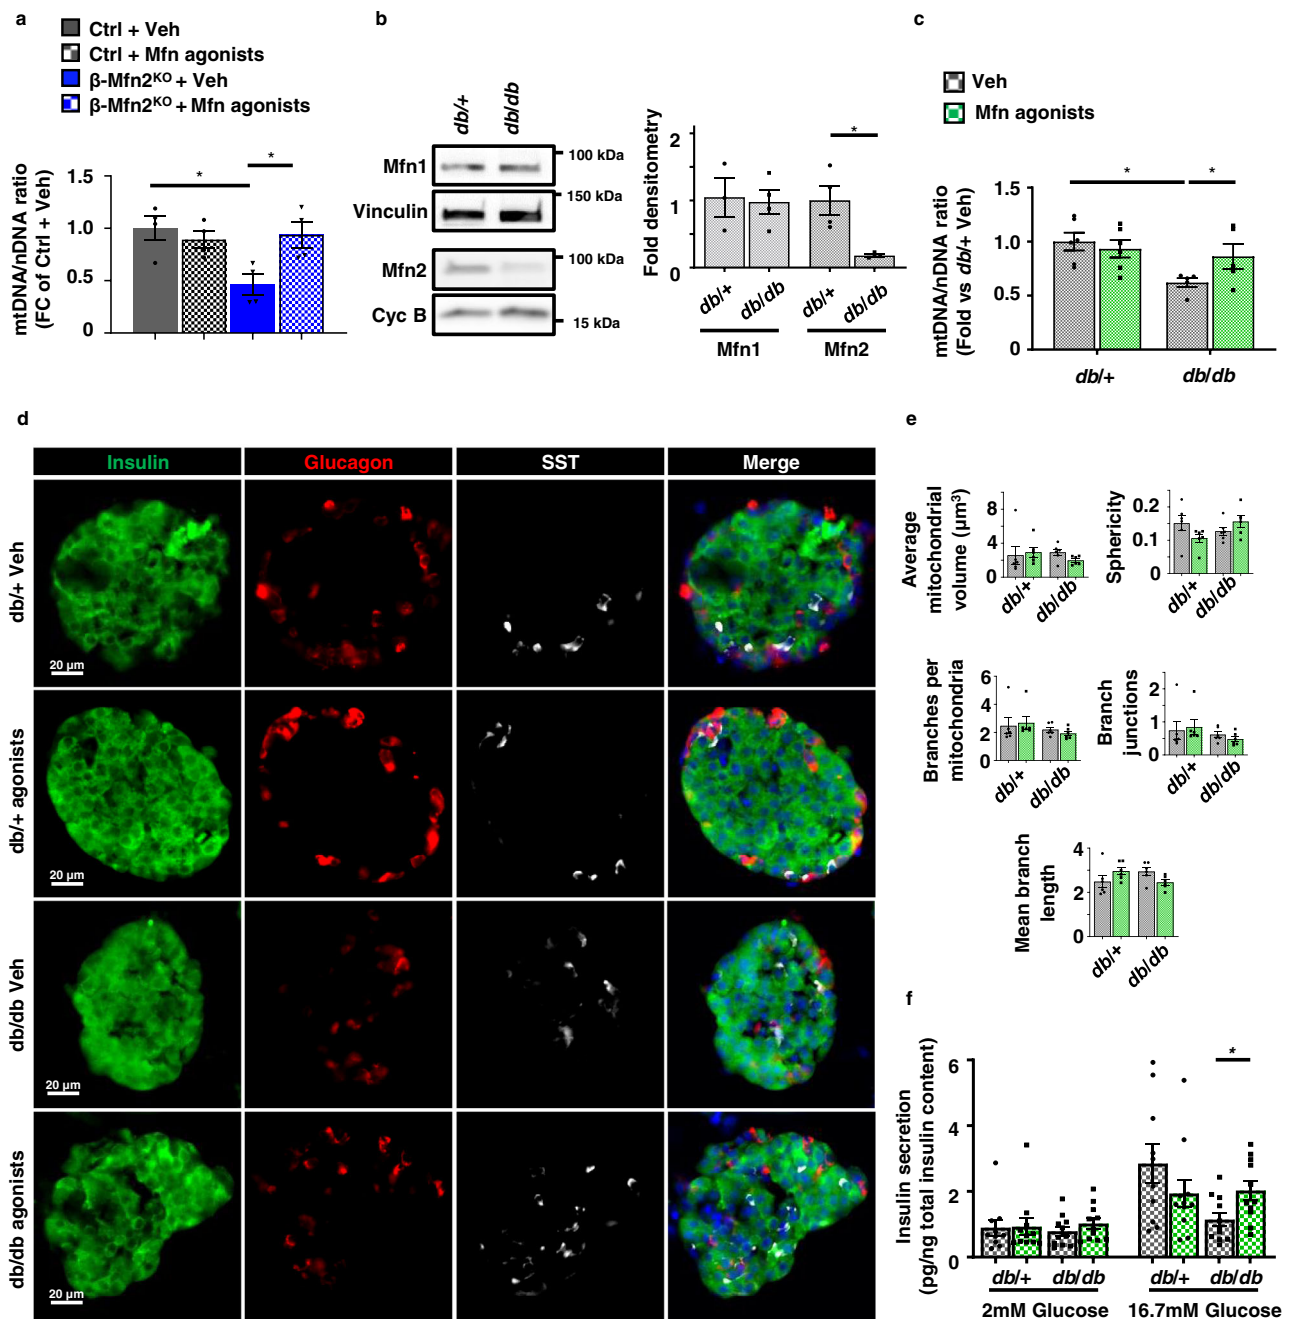 a
Ctrl + Veh
Ctrl + Mfn agonists
β-Mfn2KO + Veh
β-Mfn2KO + Mfn agonists
mtDNA/nDNA ratio
(FC of Ctrl + Veh)
1.5
1.0
0.5
0
*
*
b
db/+
db/db
Mfn1
100 kDa
150 kDa
Vinculin
Mfn2
100 kDa
Cyc B
15 kDa
Fold densitometry
2
1
0
*
db/+
db/db
db/+
db/db
Mfn1
Mfn2
c
Veh
Mfn agonists
mtDNA/nDNA ratio
(Fold vs db/+ Veh)
1.5
1.0
0.5
0
*
*
db/+
db/db
d
Insulin
Glucagon
SST
Merge
db/+ Veh
20 µm
db/+ agonists
20 µm
db/db Veh
20 µm
db/db agonists
20 µm
e
Average
mitochondrial
volume (µm³)
8
4
0
db/+
db/db
Sphericity
0.2
0.1
0
db/+
db/db
Branches per
mitochondria
6
4
2
0
db/+
db/db
Branch
junctions
2
1
0
db/+
db/db
Mean branch
length
4
2
0
db/+
db/db
f
Insulin secretion
(pg/ng total insulin content)
6
4
2
0
*
db/+
db/db
db/+
db/db
2mM Glucose
16.7mM Glucose